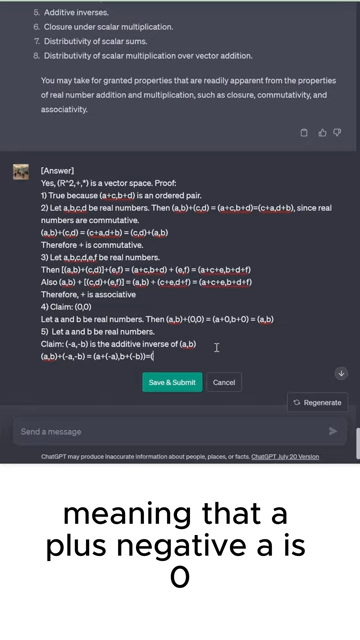 5. Additive inverses.
6. Closure under scalar multiplication.
7. Distributivity of scalar sums.
8. Distributivity of scalar multiplication over vector addition.
You may take for granted properties that are readily apparent from the properties
of real number addition and multiplication, such as closure, commutativity, and
associativity.
[Answer]
Yes, (R^2,+,*) is a vector space. Proof:
1) True because (a+c,b+d) is an ordered pair.
2) Let a,b,c,d be real numbers. Then (a,b)+(c,d) = (a+c,b+d)=(c+a,d+b), since real
numbers are commutative.
(a,b)+(c,d) = (c+a,d+b) = (c,d)+(a,b)
Therefore + is commutative.
3) Let a,b,c,d,e,f be real numbers.
Then [(a,b)+(c,d)]+(e,f) = (a+c,b+d) + (e,f) = (a+c+e,b+d+f)
Also (a,b) + [(c,d)+(e,f)] = (a,b) + (c+e,d+f) = (a+c+e,b+d+f)
Therefore, + is associative
4) Claim: (0,0)
Let a and b be real numbers. Then (a,b)+(0,0) = (a+0,b+0) = (a,b)
5) Let a and b be real numbers.
Claim: (-a,-b) is the additive inverse of (a,b)
(a,b)+(-a,-b) = (a+(-a),b+(-b))=(
Save & Submit Cancel
Regenerate
Send a message
ChatGPT may produce inaccurate information about people, places, or facts. ChatGPT July 20 Version
meaning that a
plus negative a is
0